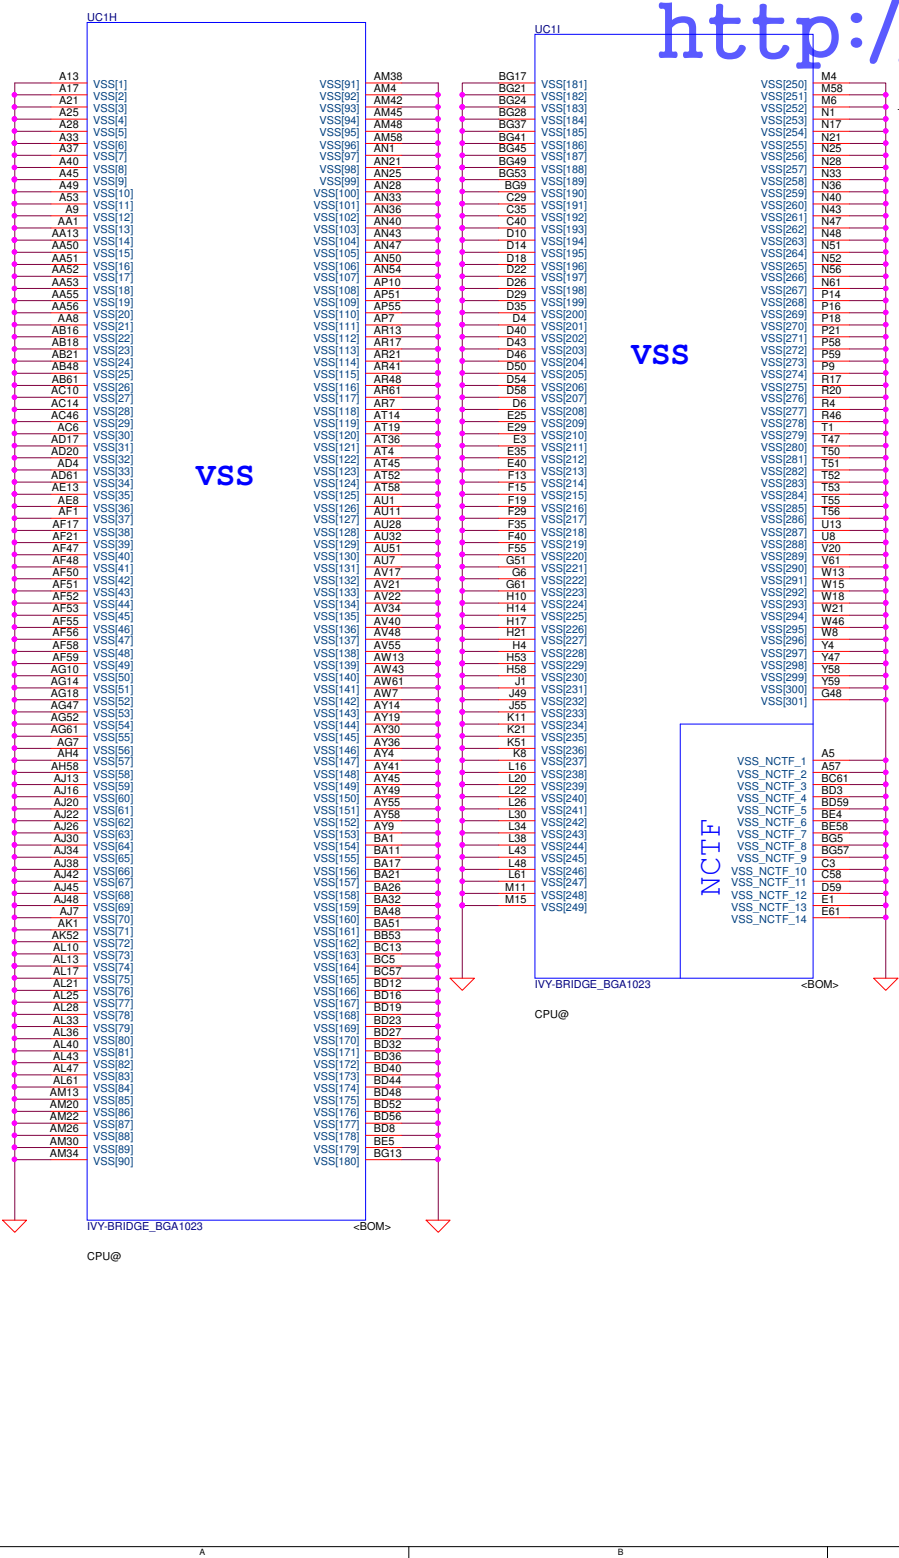 http:/
UC1H
A13 VSS[1] VSS[91] AM38
A17 VSS[2] VSS[92] AM4
A21 VSS[3] VSS[93] AM42
A25 VSS[4] VSS[94] AM45
A28 VSS[5] VSS[95] AM48
A33 VSS[6] VSS[96] AM58
A37 VSS[7] VSS[97] AN1
A40 VSS[8] VSS[98] AN21
A45 VSS[9] VSS[99] AN25
A49 VSS[10] VSS[100] AN28
A53 VSS[11] VSS[101] AN33
A9 VSS[12] VSS[102] AN36
AA1 VSS[13] VSS[103] AN40
AA13 VSS[14] VSS[104] AN43
AA50 VSS[15] VSS[105] AN47
AA51 VSS[16] VSS[106] AN50
AA52 VSS[17] VSS[107] AN54
AA53 VSS[18] VSS[108] AP10
AA55 VSS[19] VSS[109] AP51
AA56 VSS[20] VSS[110] AP55
AA8 VSS[21] VSS[111] AP7
AB16 VSS[22] VSS[112] AR13
AB18 VSS[23] VSS[113] AR17
AB21 VSS[24] VSS[114] AR21
AB48 VSS[25] VSS[115] AR41
AB61 VSS[26] VSS[116] AR48
AC10 VSS[27] VSS[117] AR61
AC14 VSS[28] VSS[118] AR7
AC46 VSS[29] VSS[119] AT14
AC6 VSS[30] VSS[120] AT19
AD17 VSS[31] VSS[121] AT36
AD20 VSS[32] VSS[122] AT4
AD4 VSS[33] VSS[123] AT45
AD61 VSS[34] VSS[124] AT52
AE13 VSS[35] VSS[125] AT58
AE8 VSS[36] VSS[126] AU1
AF1 VSS[37] VSS[127] AU11
AF17 VSS[38] VSS[128] AU28
AF21 VSS[39] VSS[129] AU32
AF47 VSS[40] VSS[130] AU51
AF48 VSS[41] VSS[131] AU7
AF50 VSS[42] VSS[132] AV17
AF51 VSS[43] VSS[133] AV21
AF52 VSS[44] VSS[134] AV22
AF53 VSS[45] VSS[135] AV34
AF55 VSS[46] VSS[136] AV40
AF56 VSS[47] VSS[137] AV48
AF58 VSS[48] VSS[138] AV55
AF59 VSS[49] VSS[139] AW13
AG10 VSS[50] VSS[140] AW43
AG14 VSS[51] VSS[141] AW61
AG18 VSS[52] VSS[142] AW7
AG47 VSS[53] VSS[143] AY14
AG52 VSS[54] VSS[144] AY19
AG61 VSS[55] VSS[145] AY30
AG7 VSS[56] VSS[146] AY36
AH4 VSS[57] VSS[147] AY4
AH58 VSS[58] VSS[148] AY41
AJ13 VSS[59] VSS[149] AY45
AJ16 VSS[60] VSS[150] AY49
AJ20 VSS[61] VSS[151] AY55
AJ22 VSS[62] VSS[152] AY58
AJ26 VSS[63] VSS[153] AY9
AJ30 VSS[64] VSS[154] BA1
AJ34 VSS[65] VSS[155] BA11
AJ38 VSS[66] VSS[156] BA17
AJ42 VSS[67] VSS[157] BA21
AJ45 VSS[68] VSS[158] BA26
AJ48 VSS[69] VSS[159] BA32
AJ7 VSS[70] VSS[160] BA48
AK1 VSS[71] VSS[161] BA51
AK52 VSS[72] VSS[162] BB53
AL10 VSS[73] VSS[163] BC13
AL13 VSS[74] VSS[164] BC5
AL17 VSS[75] VSS[165] BC57
AL21 VSS[76] VSS[166] BD12
AL25 VSS[77] VSS[167] BD16
AL28 VSS[78] VSS[168] BD19
AL33 VSS[79] VSS[169] BD23
AL36 VSS[80] VSS[170] BD27
AL40 VSS[81] VSS[171] BD32
AL43 VSS[82] VSS[172] BD36
AL47 VSS[83] VSS[173] BD40
AL61 VSS[84] VSS[174] BD44
AM13 VSS[85] VSS[175] BD48
AM20 VSS[86] VSS[176] BD52
AM22 VSS[87] VSS[177] BD56
AM26 VSS[88] VSS[178] BD8
AM30 VSS[89] VSS[179] BE5
AM34 VSS[90] VSS[180] BG13
VSS
IVY-BRIDGE_BGA1023 <BOM>
CPU@
UC1I
BG17 VSS[181] VSS[250] M4
BG21 VSS[182] VSS[251] M58
BG24 VSS[183] VSS[252] M6
BG28 VSS[184] VSS[253] N1
BG37 VSS[185] VSS[254] N17
BG41 VSS[186] VSS[255] N21
BG45 VSS[187] VSS[256] N25
BG49 VSS[188] VSS[257] N28
BG53 VSS[189] VSS[258] N33
BG9 VSS[190] VSS[259] N36
C29 VSS[191] VSS[260] N40
C35 VSS[192] VSS[261] N43
C40 VSS[193] VSS[262] N47
D10 VSS[194] VSS[263] N48
D14 VSS[195] VSS[264] N51
D18 VSS[196] VSS[265] N52
D22 VSS[197] VSS[266] N56
D26 VSS[198] VSS[267] N61
D29 VSS[199] VSS[268] P14
D35 VSS[200] VSS[269] P16
D4 VSS[201] VSS[270] P18
D40 VSS[202] VSS[271] P21
D43 VSS[203] VSS[272] P58
D46 VSS[204] VSS[273] P59
D50 VSS[205] VSS[274] P9
D54 VSS[206] VSS[275] R17
D58 VSS[207] VSS[276] R20
D6 VSS[208] VSS[277] R4
E25 VSS[209] VSS[278] R46
E29 VSS[210] VSS[279] T1
E3 VSS[211] VSS[280] T47
E35 VSS[212] VSS[281] T50
E40 VSS[213] VSS[282] T51
F13 VSS[214] VSS[283] T52
F15 VSS[215] VSS[284] T53
F19 VSS[216] VSS[285] T55
F29 VSS[217] VSS[286] T56
F35 VSS[218] VSS[287] U13
F40 VSS[219] VSS[288] U8
F55 VSS[220] VSS[289] V20
G51 VSS[221] VSS[290] V61
G6 VSS[222] VSS[291] W13
G61 VSS[223] VSS[292] W15
H10 VSS[224] VSS[293] W18
H14 VSS[225] VSS[294] W21
H17 VSS[226] VSS[295] W46
H21 VSS[227] VSS[296] W8
H4 VSS[228] VSS[297] Y4
H53 VSS[229] VSS[298] Y47
H58 VSS[230] VSS[299] Y58
J1 VSS[231] VSS[300] Y59
J49 VSS[232] VSS[301] G48
J55 VSS[233]
K11 VSS[234]
K21 VSS[235]
K51 VSS[236]
K8 VSS[237] VSS_NCTF_1 A5
L16 VSS[238] VSS_NCTF_2 A57
L20 VSS[239] VSS_NCTF_3 BC61
L22 VSS[240] VSS_NCTF_4 BD3
L26 VSS[241] VSS_NCTF_5 BD59
L30 VSS[242] VSS_NCTF_6 BE4
L34 VSS[243] VSS_NCTF_7 BE58
L38 VSS[244] VSS_NCTF_8 BG5
L43 VSS[245] VSS_NCTF_9 BG57
L48 VSS[246] VSS_NCTF_10 C3
L61 VSS[247] VSS_NCTF_11 C58
M11 VSS[248] VSS_NCTF_12 D59
M15 VSS[249] VSS_NCTF_13 E1
VSS_NCTF_14 E61
VSS
NCTF
IVY-BRIDGE_BGA1023 <BOM>
CPU@
A B